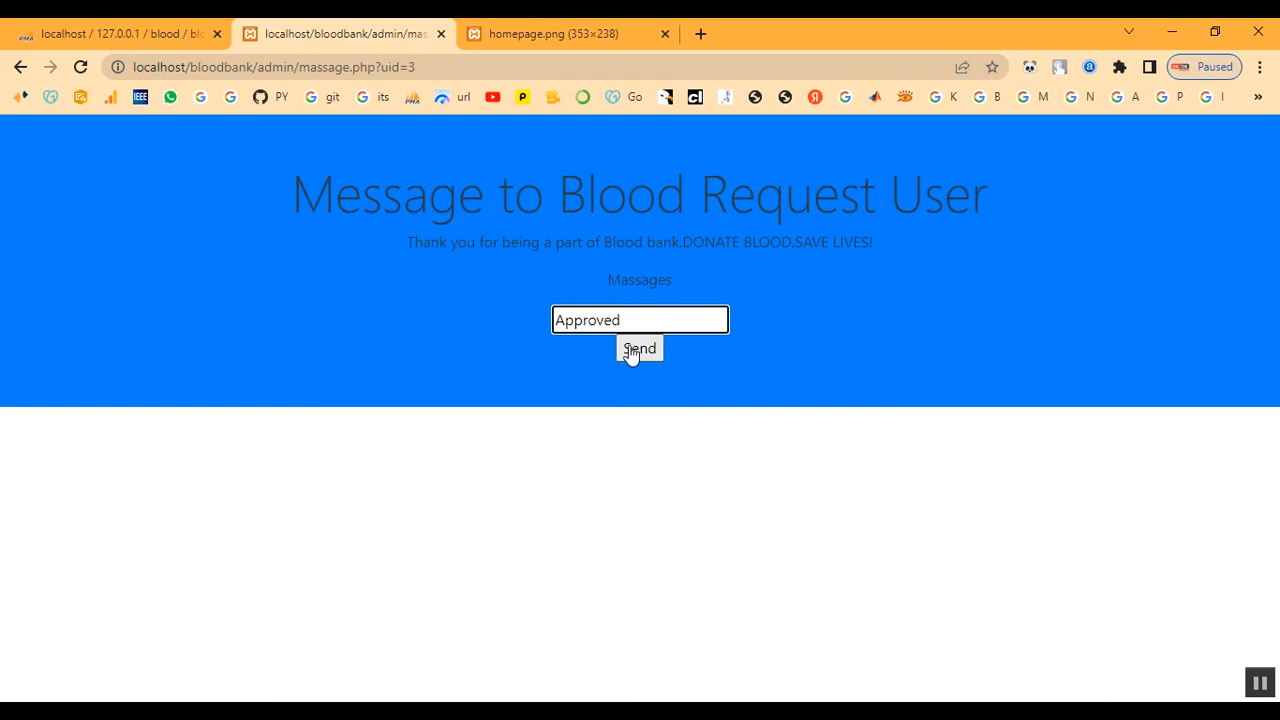 localhost / 127.0.0.1 / blood / blo
localhost/bloodbank/admin/mas
homepage.png (353×238)
localhost/bloodbank/admin/massage.php?uid=3
Paused
IEEE
PY
git
its
url
Go
K
B
M
N
A
P
I
Message to Blood Request User
Thank you for being a part of Blood bank.DONATE BLOOD,SAVE LIVES!
Massages
Approved
Send